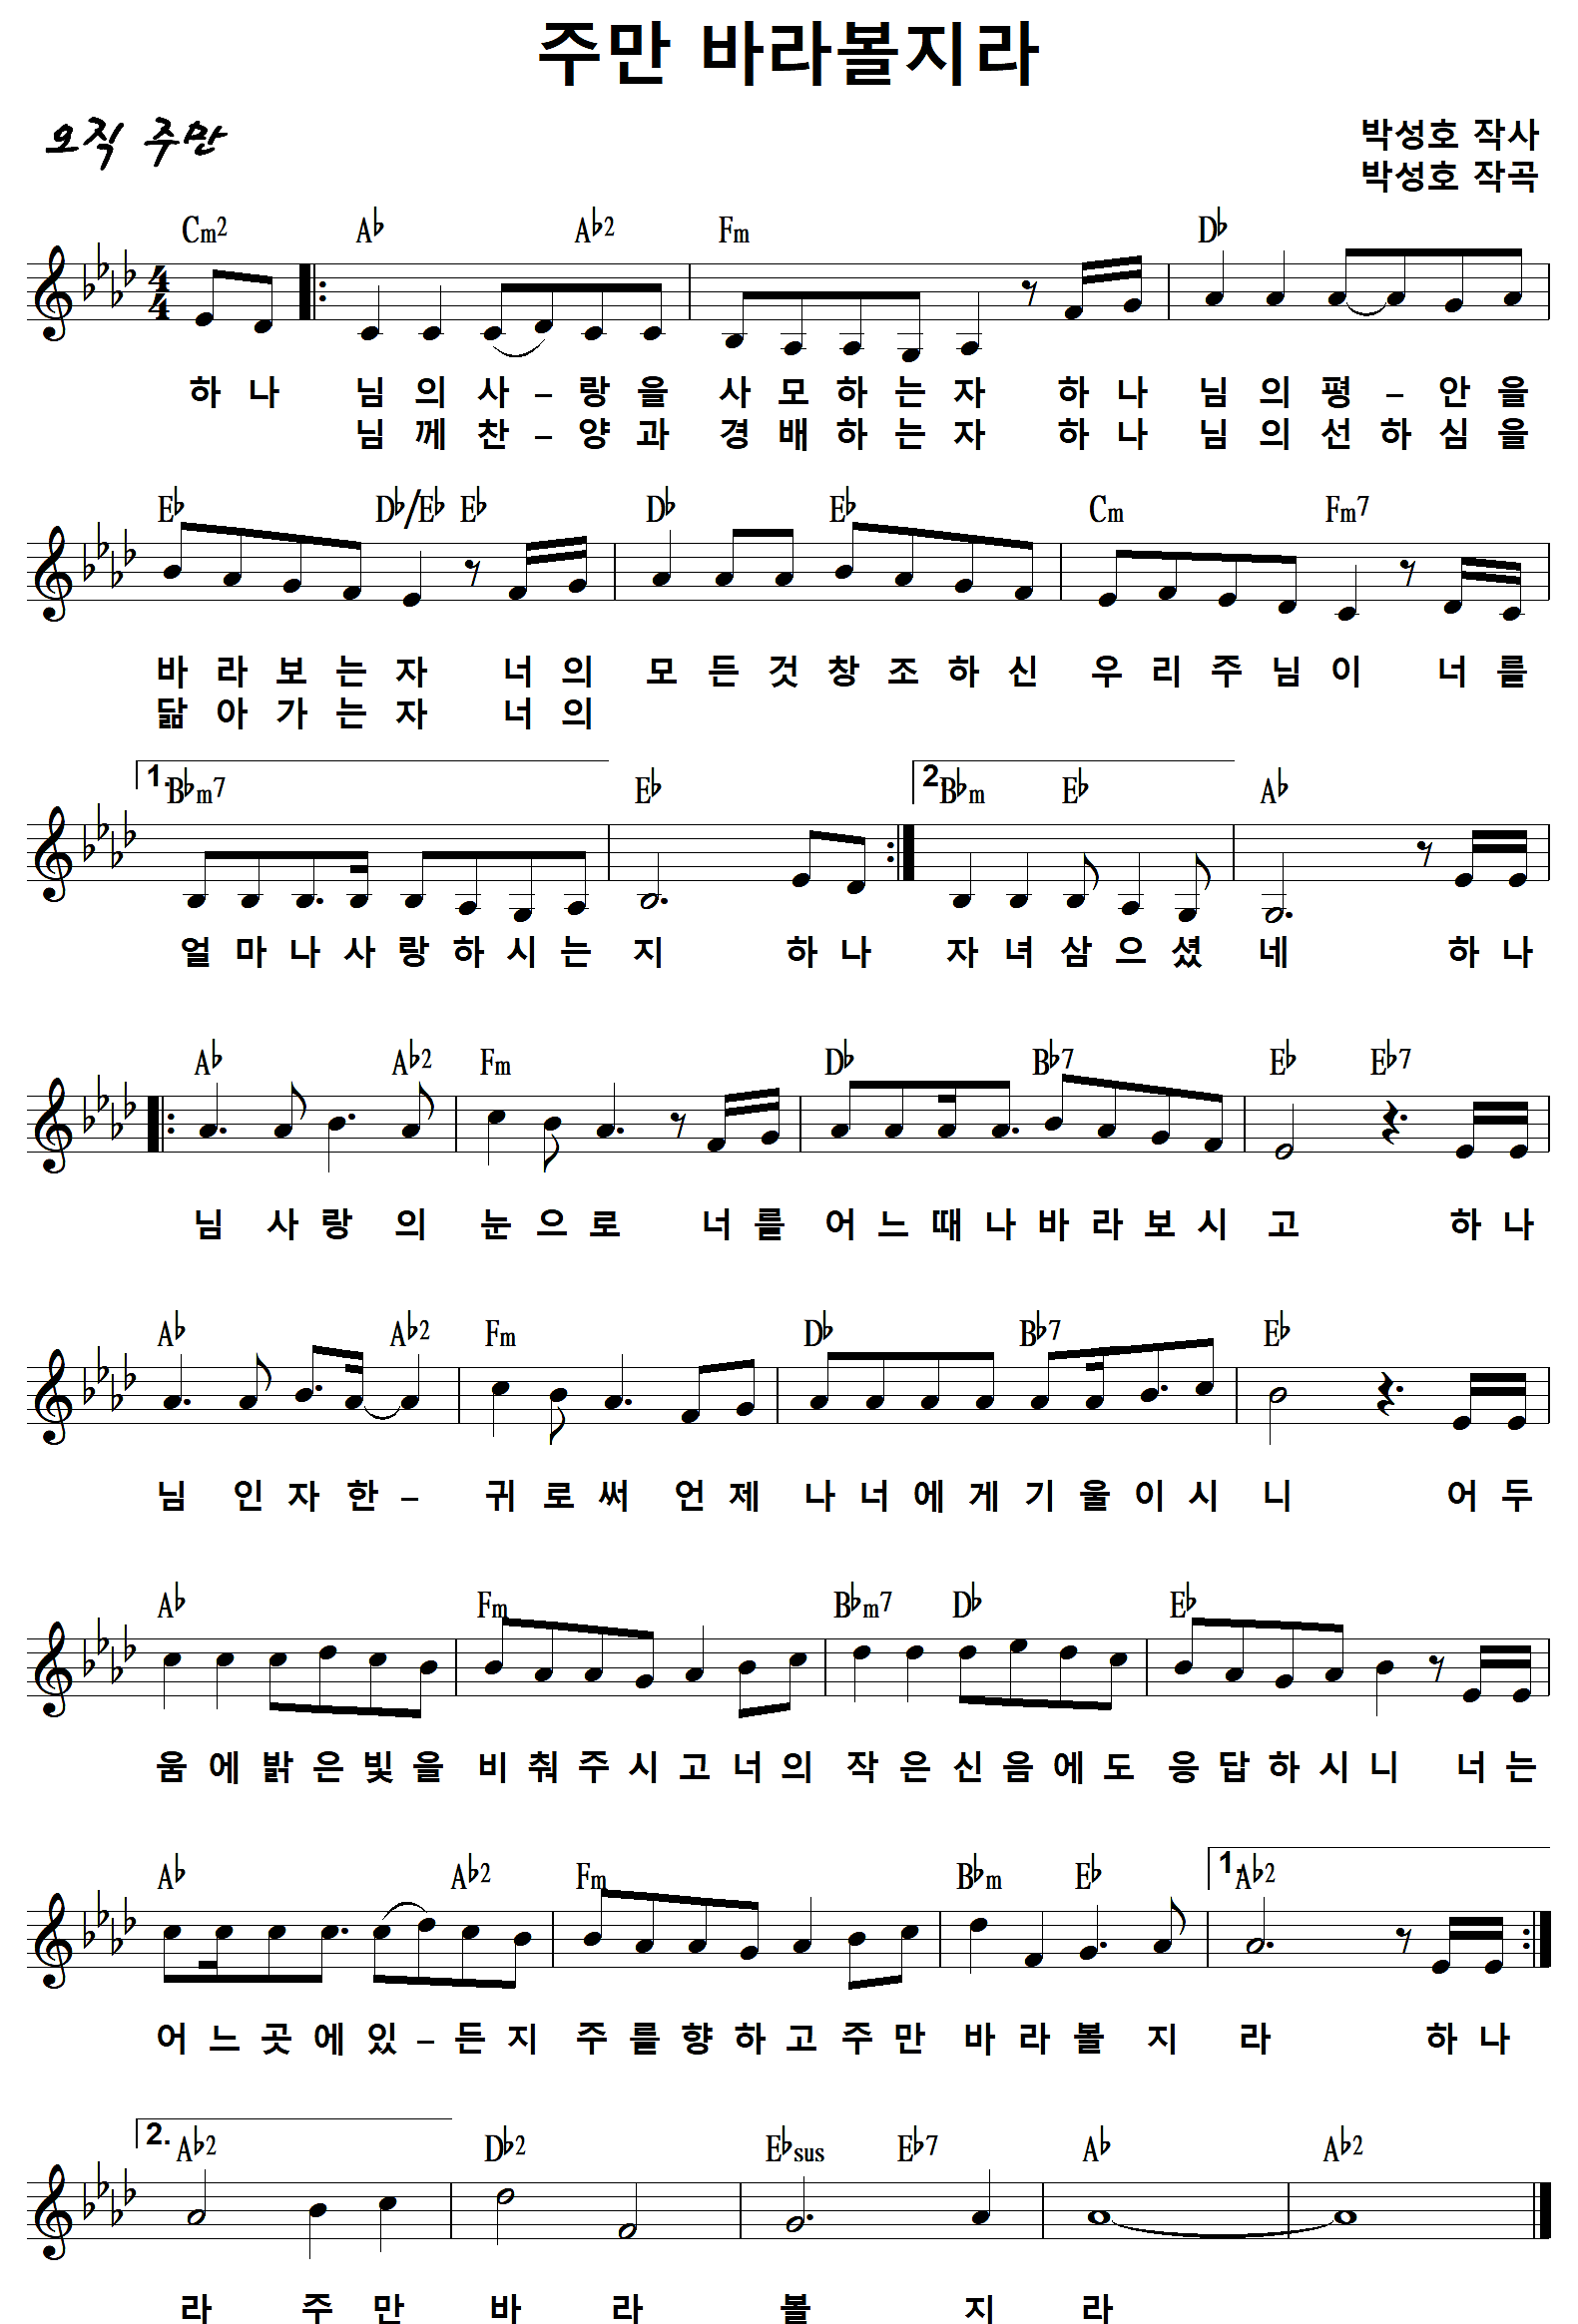 주만 바라볼지라
오직 주만
박성호 작사
박성호 작곡
Cm2 A♭ A♭2 Fm D♭
하 나 님 의 사 – 랑 을 사 모 하 는 자 하 나 님 의 평 – 안 을
님 께 찬 – 양 과 경 배 하 는 자 하 나 님 의 선 하 심 을
E♭ D♭/E♭ E♭ D♭ E♭ Cm Fm7
바 라 보 는 자 너 의 모 든 것 창 조 하 신 우 리 주 님 이 너 를
닮 아 가 는 자 너 의
1. B♭m7 E♭ 2. B♭m E♭ A♭
얼 마 나 사 랑 하 시 는 지 하 나 자 녀 삼 으 셨 네 하 나
A♭ A♭2 Fm D♭ B♭7 E♭ E♭7
님 사 랑 의 눈 으 로 너 를 어 느 때 나 바 라 보 시 고 하 나
A♭ A♭2 Fm D♭ B♭7 E♭
님 인 자 한 – 귀 로 써 언 제 나 너 에 게 기 울 이 시 니 어 두
A♭ Fm B♭m7 D♭ E♭
움 에 밝 은 빛 을 비 춰 주 시 고 너 의 작 은 신 음 에 도 응 답 하 시 니 너 는
A♭ A♭2 Fm B♭m E♭ 1. A♭2
어 느 곳 에 있 – 든 지 주 를 향 하 고 주 만 바 라 볼 지 라 하 나
2. A♭2 D♭2 E♭sus E♭7 A♭ A♭2
라 주 만 바 라 볼 지 라